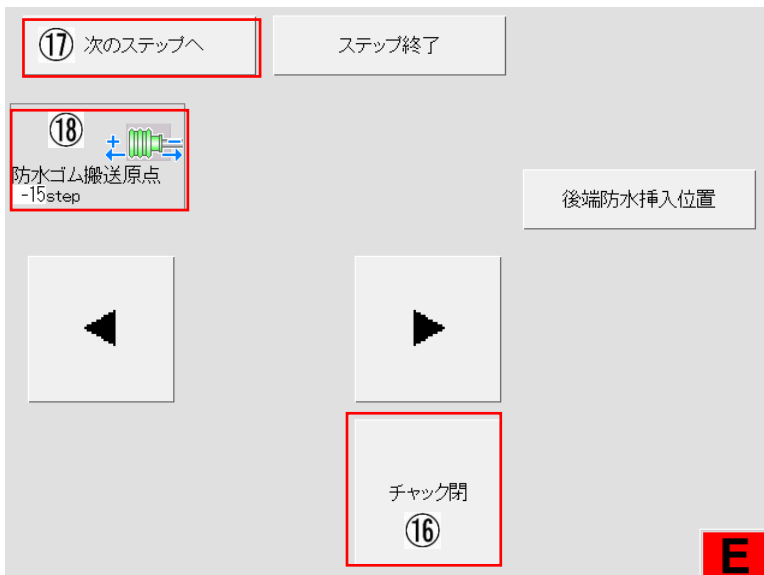 ⑰ 次のステップへ
ステップ終了
⑱
防水ゴム搬送原点
-15step
後端防水挿入位置
チャック閉
⑯
E